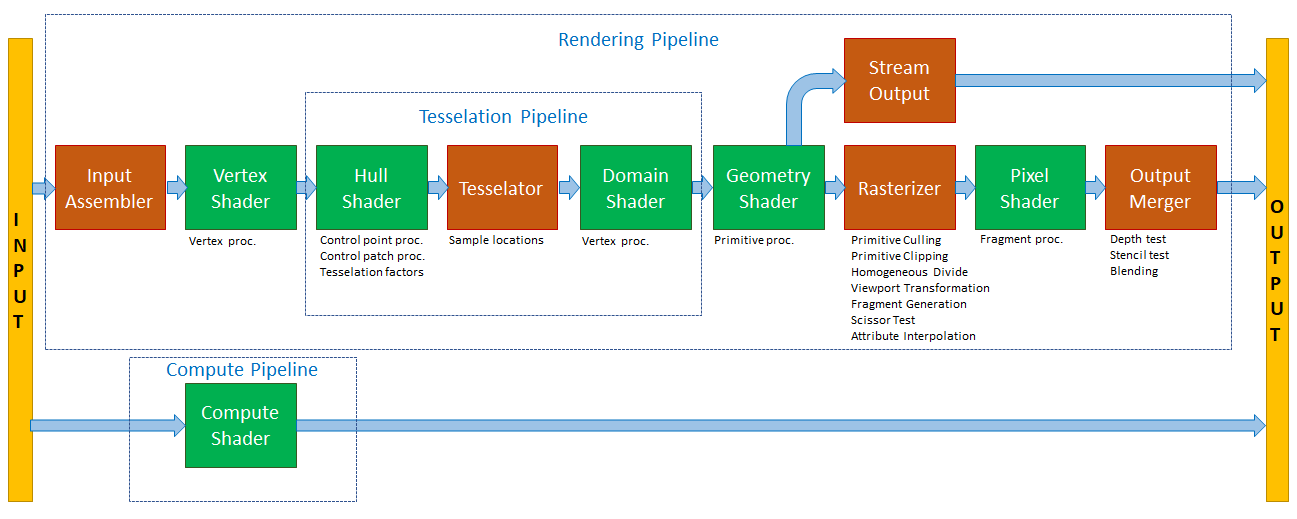 Rendering Pipeline
Stream
Output
Tesselation Pipeline
Input
Assembler
Vertex
Shader
Vertex proc.
Hull
Shader
Control point proc.
Control patch proc.
Tesselation factors
Tesselator
Sample locations
Domain
Shader
Vertex proc.
Geometry
Shader
Primitive proc.
Rasterizer
Primitive Culling
Primitive Clipping
Homogeneous Divide
Viewport Transformation
Fragment Generation
Scissor Test
Attribute Interpolation
Pixel
Shader
Fragment proc.
Output
Merger
Depth test
Stencil test
Blending
INPUT
OUTPUT
Compute Pipeline
Compute
Shader